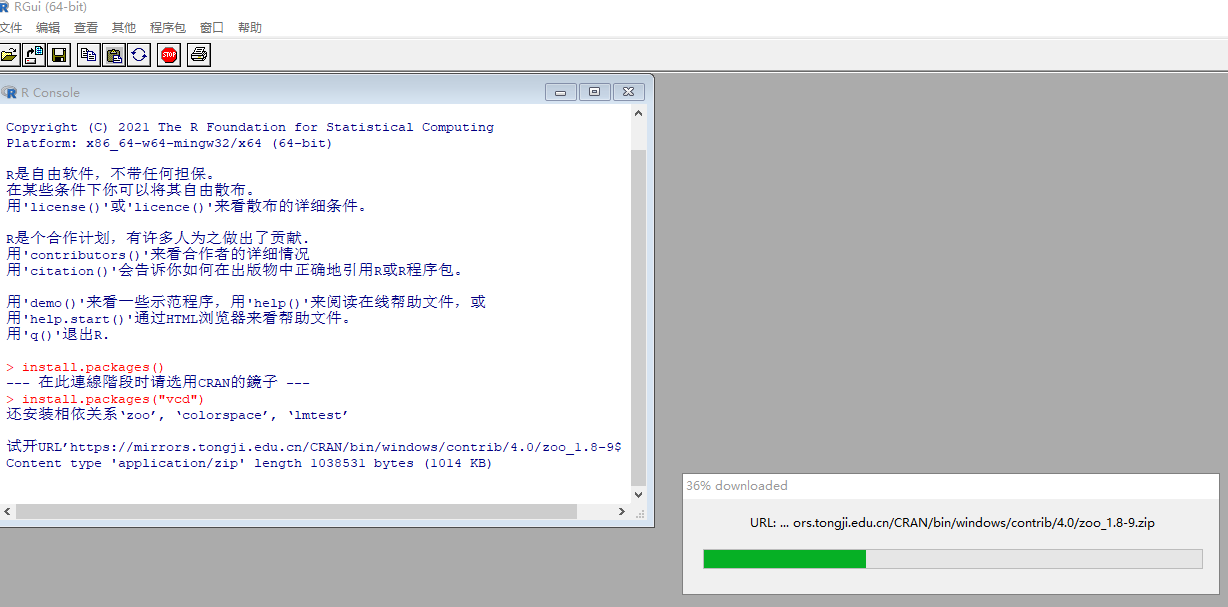 RGui (64-bit)
文件 编辑 查看 其他 程序包 窗口 帮助
STOP
R Console
Copyright (C) 2021 The R Foundation for Statistical Computing
Platform: x86_64-w64-mingw32/x64 (64-bit)
R是自由软件，不带任何担保。
在某些条件下你可以将其自由散布。
用'license()'或'licence()'来看散布的详细条件。
R是个合作计划，有许多人为之做出了贡献.
用'contributors()'来看合作者的详细情况
用'citation()'会告诉你如何在出版物中正确地引用R或R程序包。
用'demo()'来看一些示范程序，用'help()'来阅读在线帮助文件，或
用'help.start()'通过HTML浏览器来看帮助文件。
用'q()'退出R.
> install.packages()
--- 在此連線階段时请选用CRAN的鏡子 ---
> install.packages("vcd")
还安装相依关系‘zoo’, ‘colorspace’, ‘lmtest’
试开URL’https://mirrors.tongji.edu.cn/CRAN/bin/windows/contrib/4.0/zoo_1.8-9$
Content type 'application/zip' length 1038531 bytes (1014 KB)
36% downloaded
URL: ... ors.tongji.edu.cn/CRAN/bin/windows/contrib/4.0/zoo_1.8-9.zip